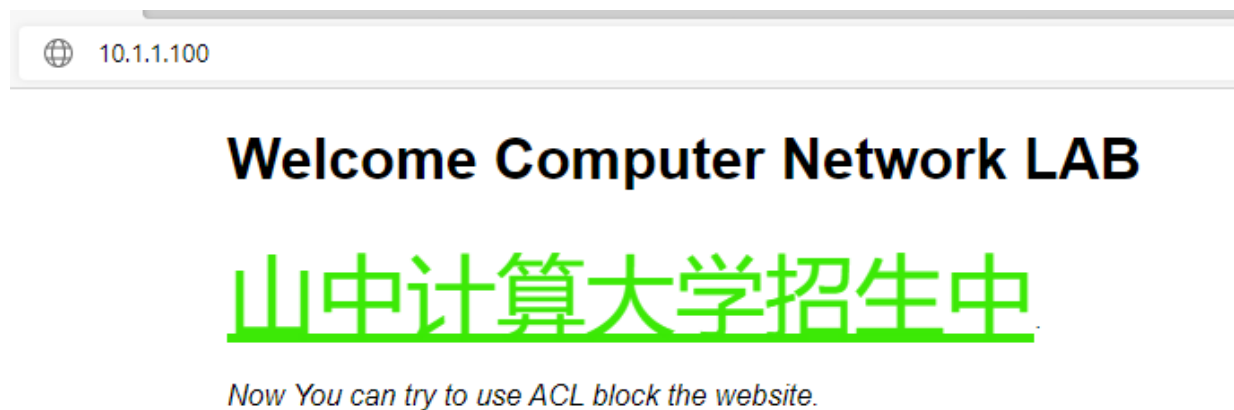 10.1.1.100
Welcome Computer Network LAB
山中计算大学招生中.
Now You can try to use ACL block the website.